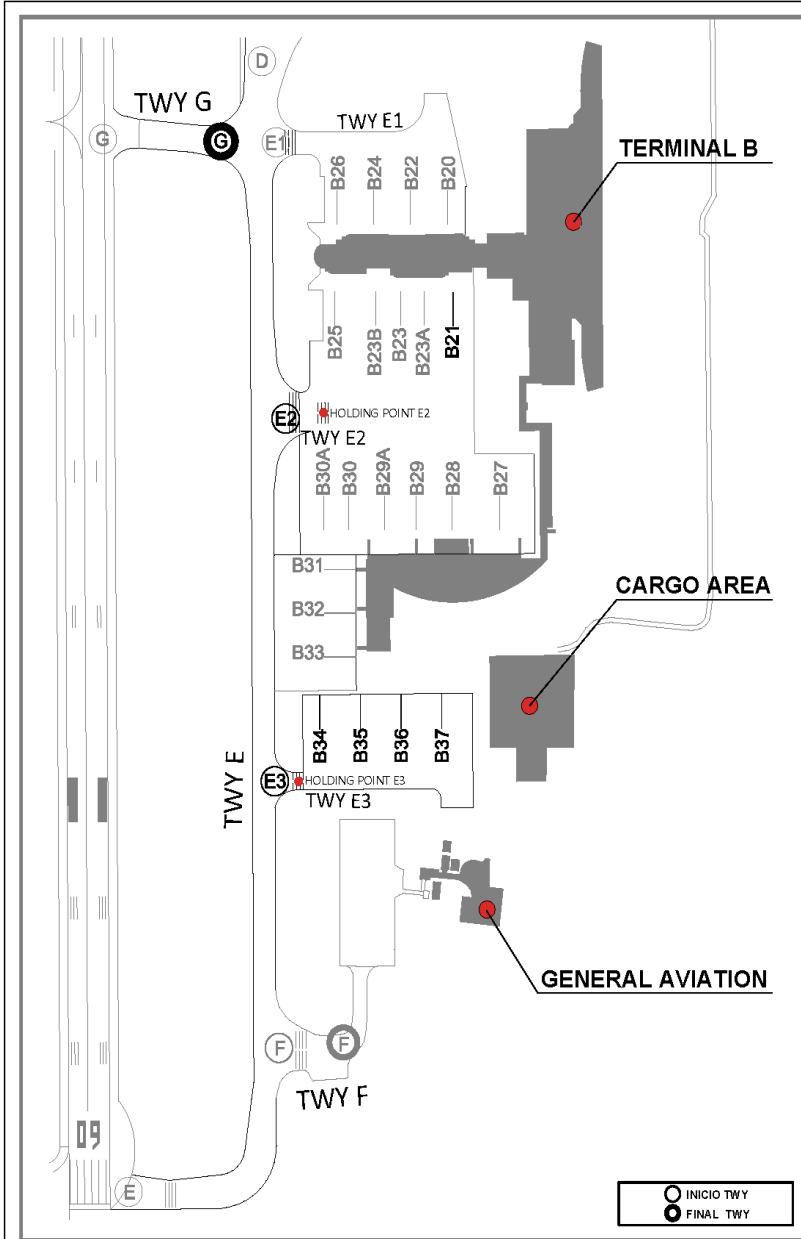 D
TWY G
G
G
E1
TWY E1
B26
B24
B22
B20
TERMINAL B
B25
B23B
B23
B23A
B21
E2
HOLDING POINT E2
TWY E2
B30A
B30
B29A
B29
B28
B27
B31
B32
B33
CARGO AREA
B34
B35
B36
B37
TWY E
E3
HOLDING POINT E3
TWY E3
GENERAL AVIATION
F
F
TWY F
09
E
INICIO TWY
FINAL TWY